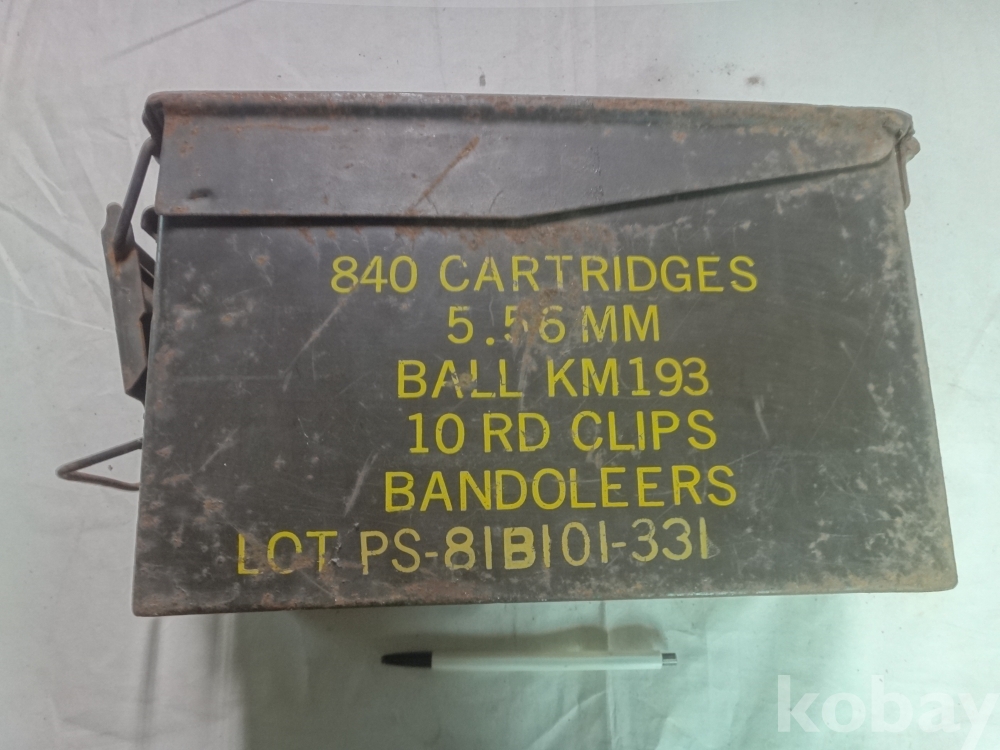 840 CARTRIDGES
5.56 MM
BALL KM193
10 RD CLIPS
BANDOLEERS
LOT PS-81B101-331
kobay